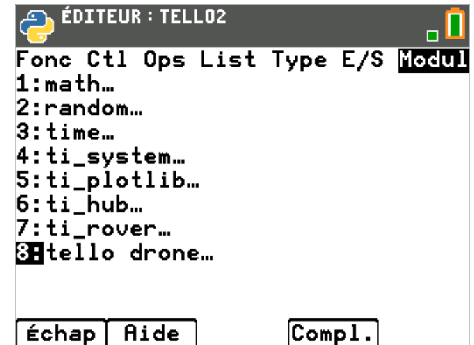 ÉDITEUR : TELLO2
Fonc Ctl Ops List Type E/S Modul
1:math…
2:random…
3:time…
4:ti_system…
5:ti_plotlib…
6:ti_hub…
7:ti_rover…
8:tello drone…
Échap Aide Compl.